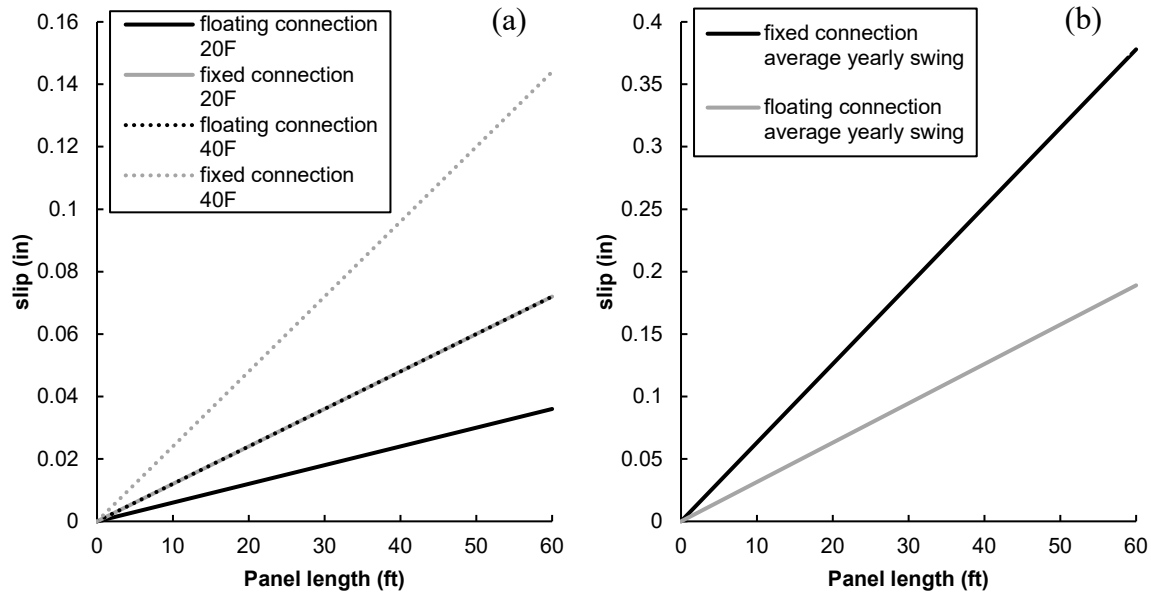 (a)
floating connection
20F
fixed connection
20F
floating connection
40F
fixed connection
40F
0.16
0.14
0.12
0.1
0.08
0.06
0.04
0.02
0
slip (in)
0 10 20 30 40 50 60
Panel length (ft)
(b)
fixed connection
average yearly swing
floating connection
average yearly swing
0.4
0.35
0.3
0.25
0.2
0.15
0.1
0.05
0
slip (in)
0 10 20 30 40 50 60
Panel length (ft)